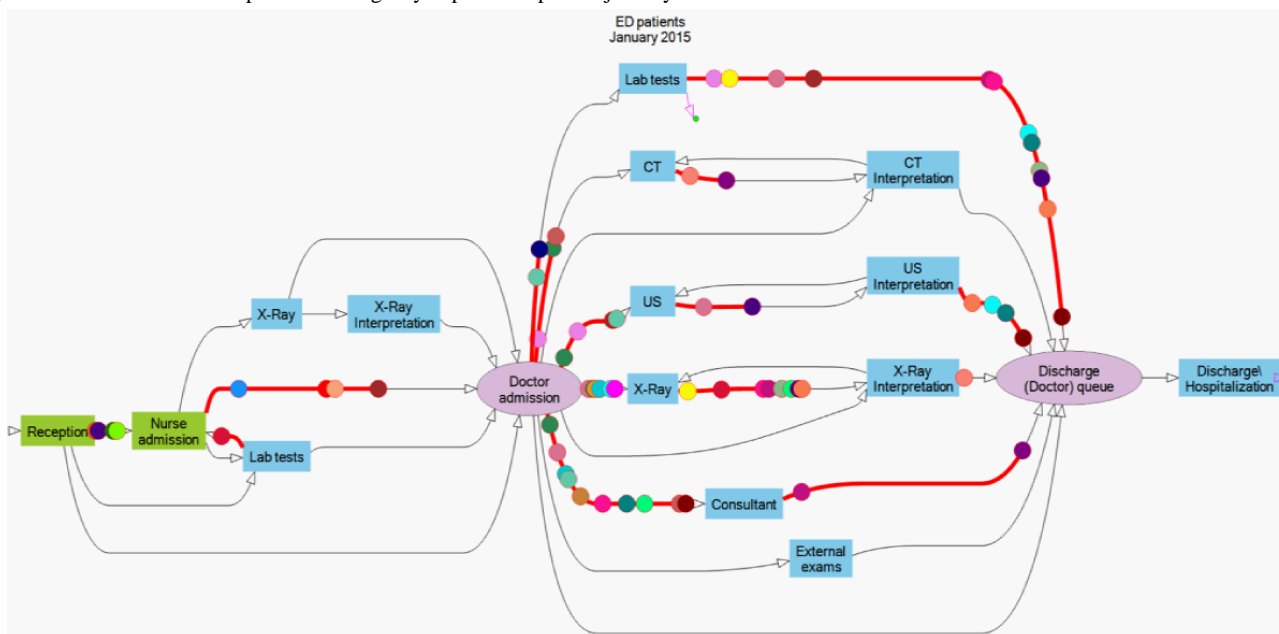 ED patients
January 2015
Lab tests
CT
CT
Interpretation
US
US
Interpretation
X-Ray
X-Ray
Interpretation
Doctor
admission
X-Ray
X-Ray
Interpretation
Discharge
(Doctor) queue
Discharge\
Hospitalization
Reception
Nurse
admission
Lab tests
Consultant
External
exams